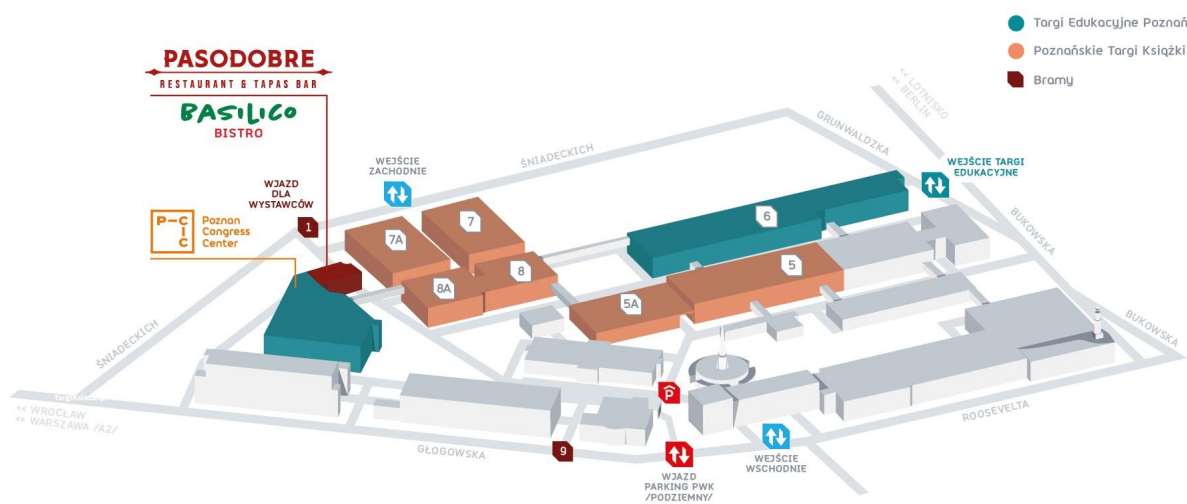 Targi Edukacyjne Poznań
Poznańskie Targi Książki
Bramy
PASODOBRE
RESTAURANT & TAPAS BAR
BASILICO
BISTRO
<< LOTNISKO
<< BERLIN
GRUNWALDZKA
ŚNIADECKICH
WEJŚCIE
ZACHODNIE
WEJŚCIE TARGI
EDUKACYJNE
WJAZD
DLA
WYSTAWCÓW
1
P-C
I
C
Poznan
Congress
Center
7
7A
6
BUKOWSKA
8
8A
5
5A
ŚNIADECKICH
BUKOWSKA
<< WROCŁAW
<< WARSZAWA /A2/
P
ROOSEVELTA
GŁOGOWSKA
9
WJAZD
PARKING PWK
/PODZIEMNY/
WEJŚCIE
WSCHODNIE